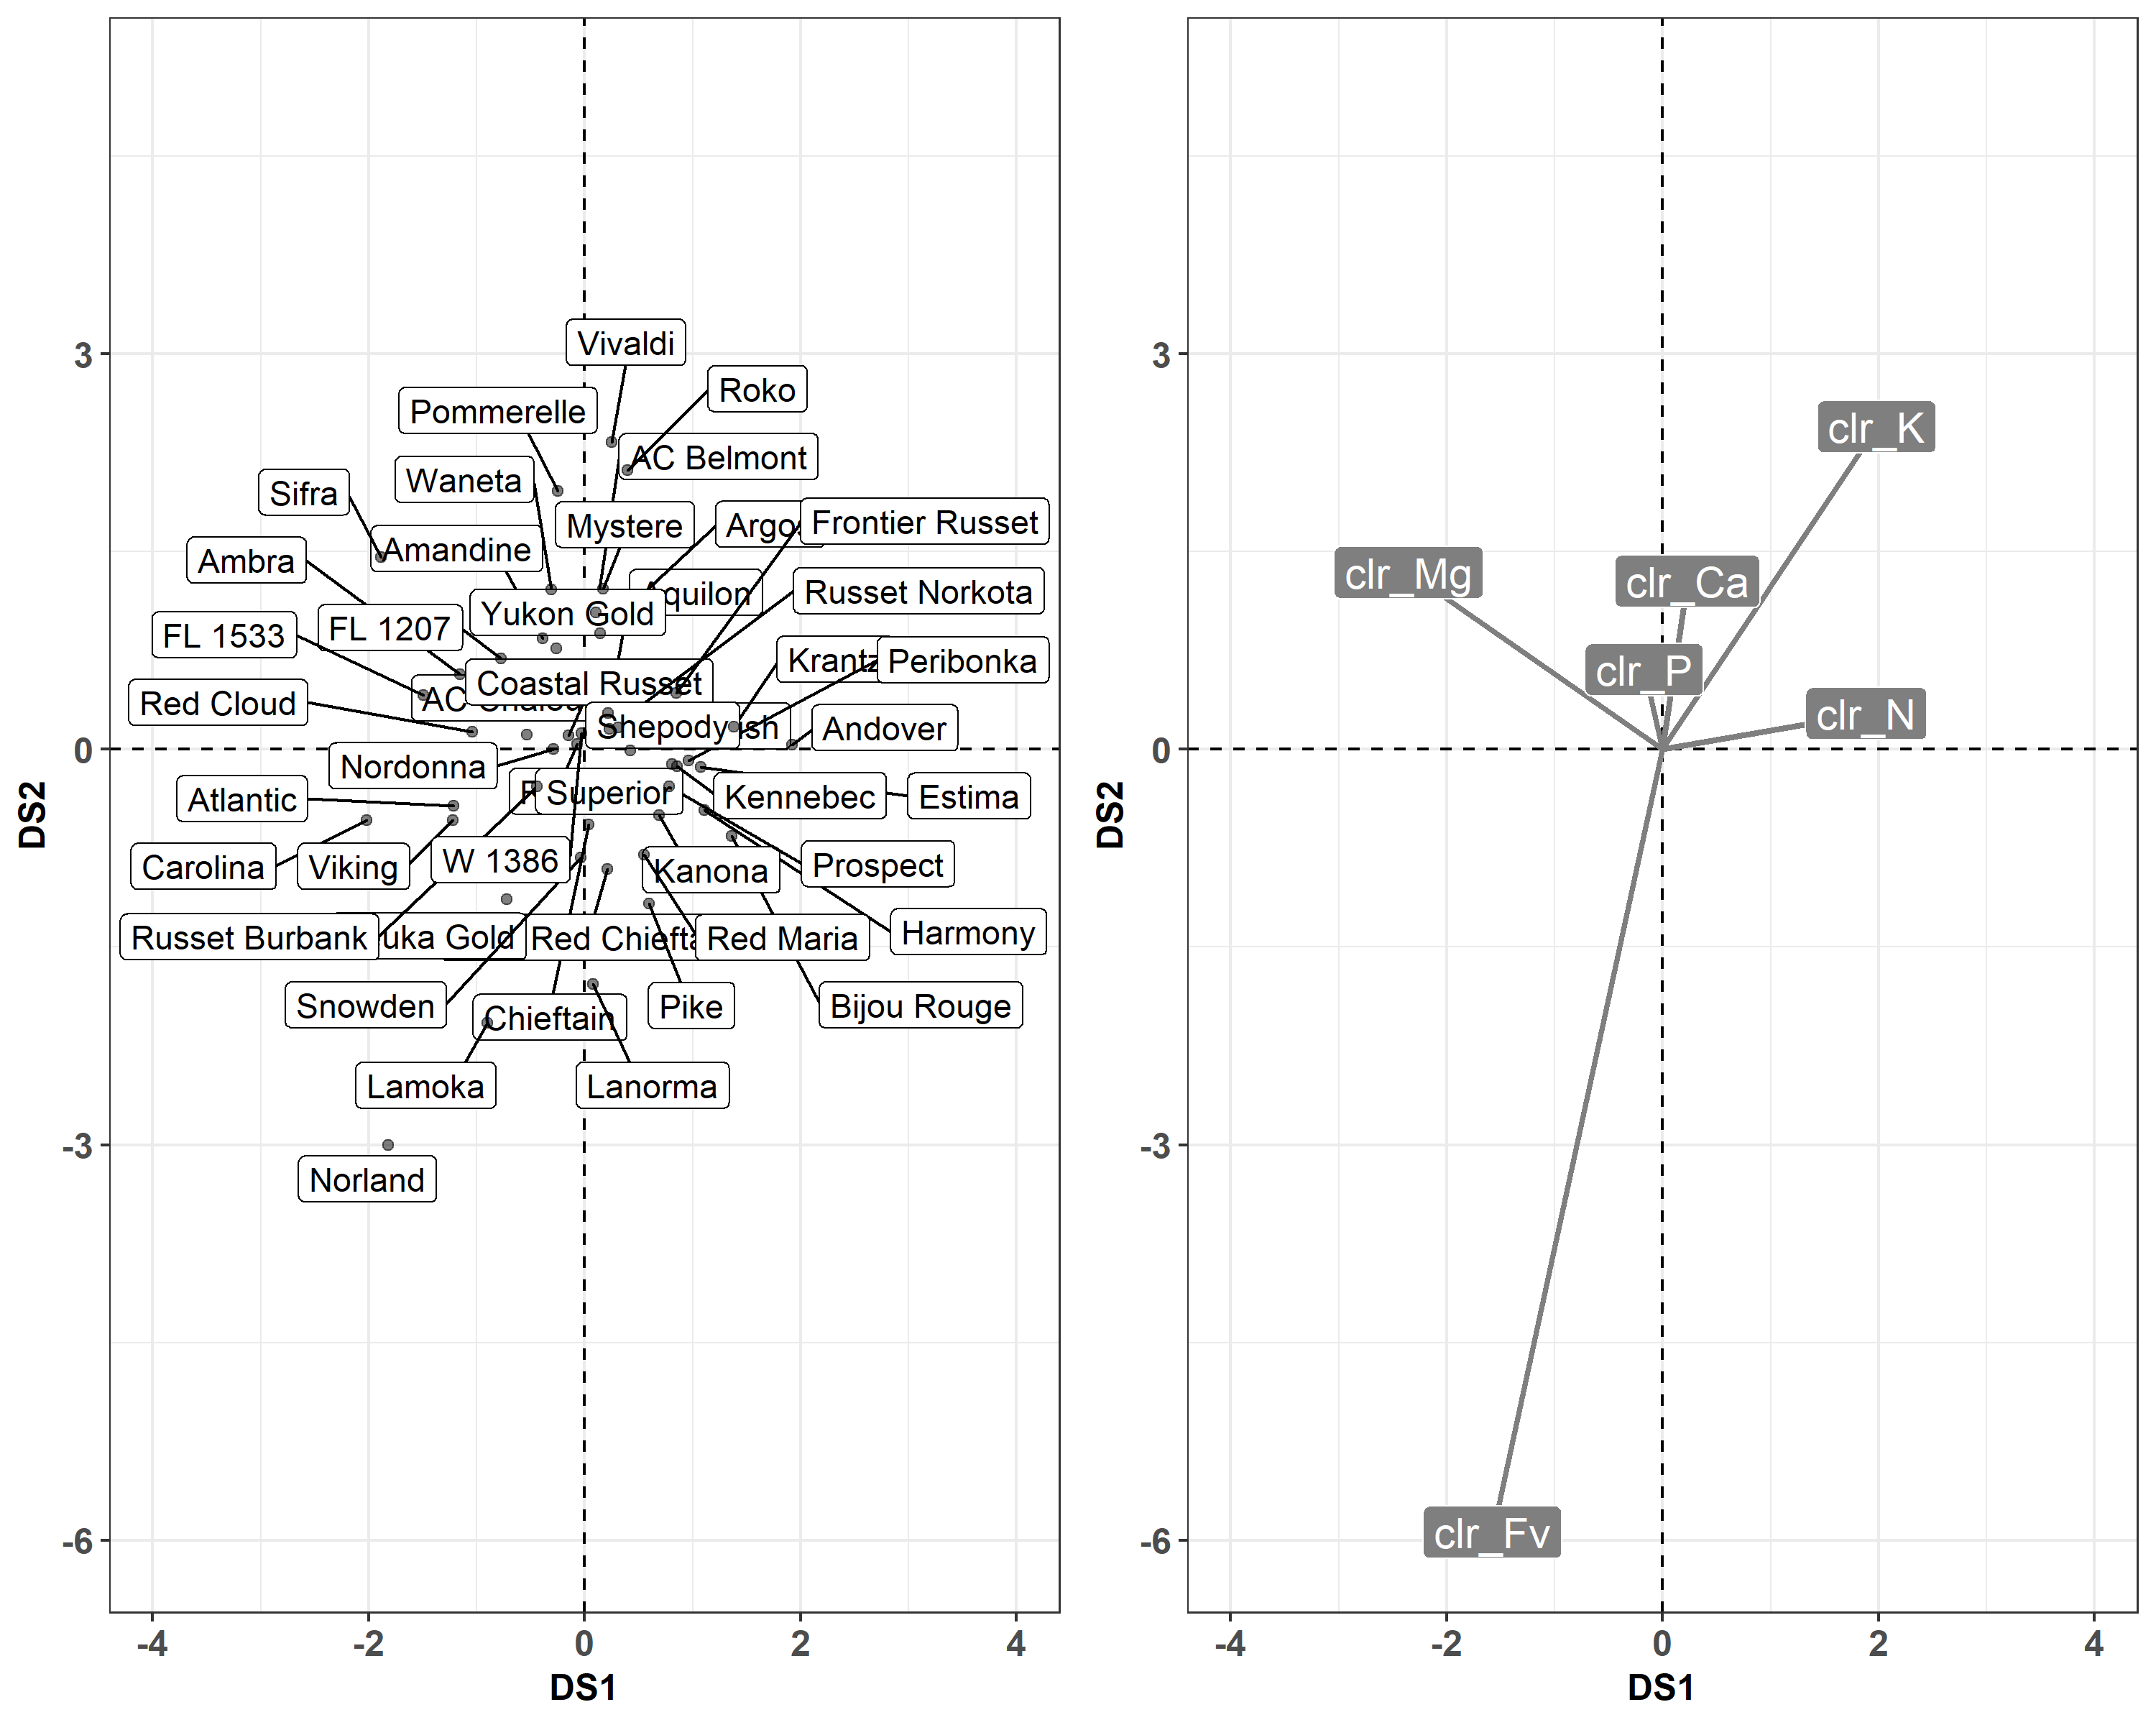 Vivaldi
Roko
Pommerelle
AC Belmont
Waneta
Sifra
Mystere
Frontier Russet
Amandine
Ambra
Russet Norkota
Yukon Gold
FL 1207
FL 1533
Peribonka
Coastal Russet
Red Cloud
Shepody
Andover
Nordonna
Superior
Kennebec
Estima
Atlantic
W 1386
Prospect
Carolina
Viking
Kanona
Harmony
Russet Burbank
Gold
Red
Red Maria
Snowden
Chieftain
Pike
Bijou Rouge
Lamoka
Lanorma
Norland
3
0
-3
-6
DS2
-4
-2
0
2
4
DS1
clr_K
clr_Mg
clr_Ca
clr_P
clr_N
clr_Fv
3
0
-3
-6
DS2
-4
-2
0
2
4
DS1